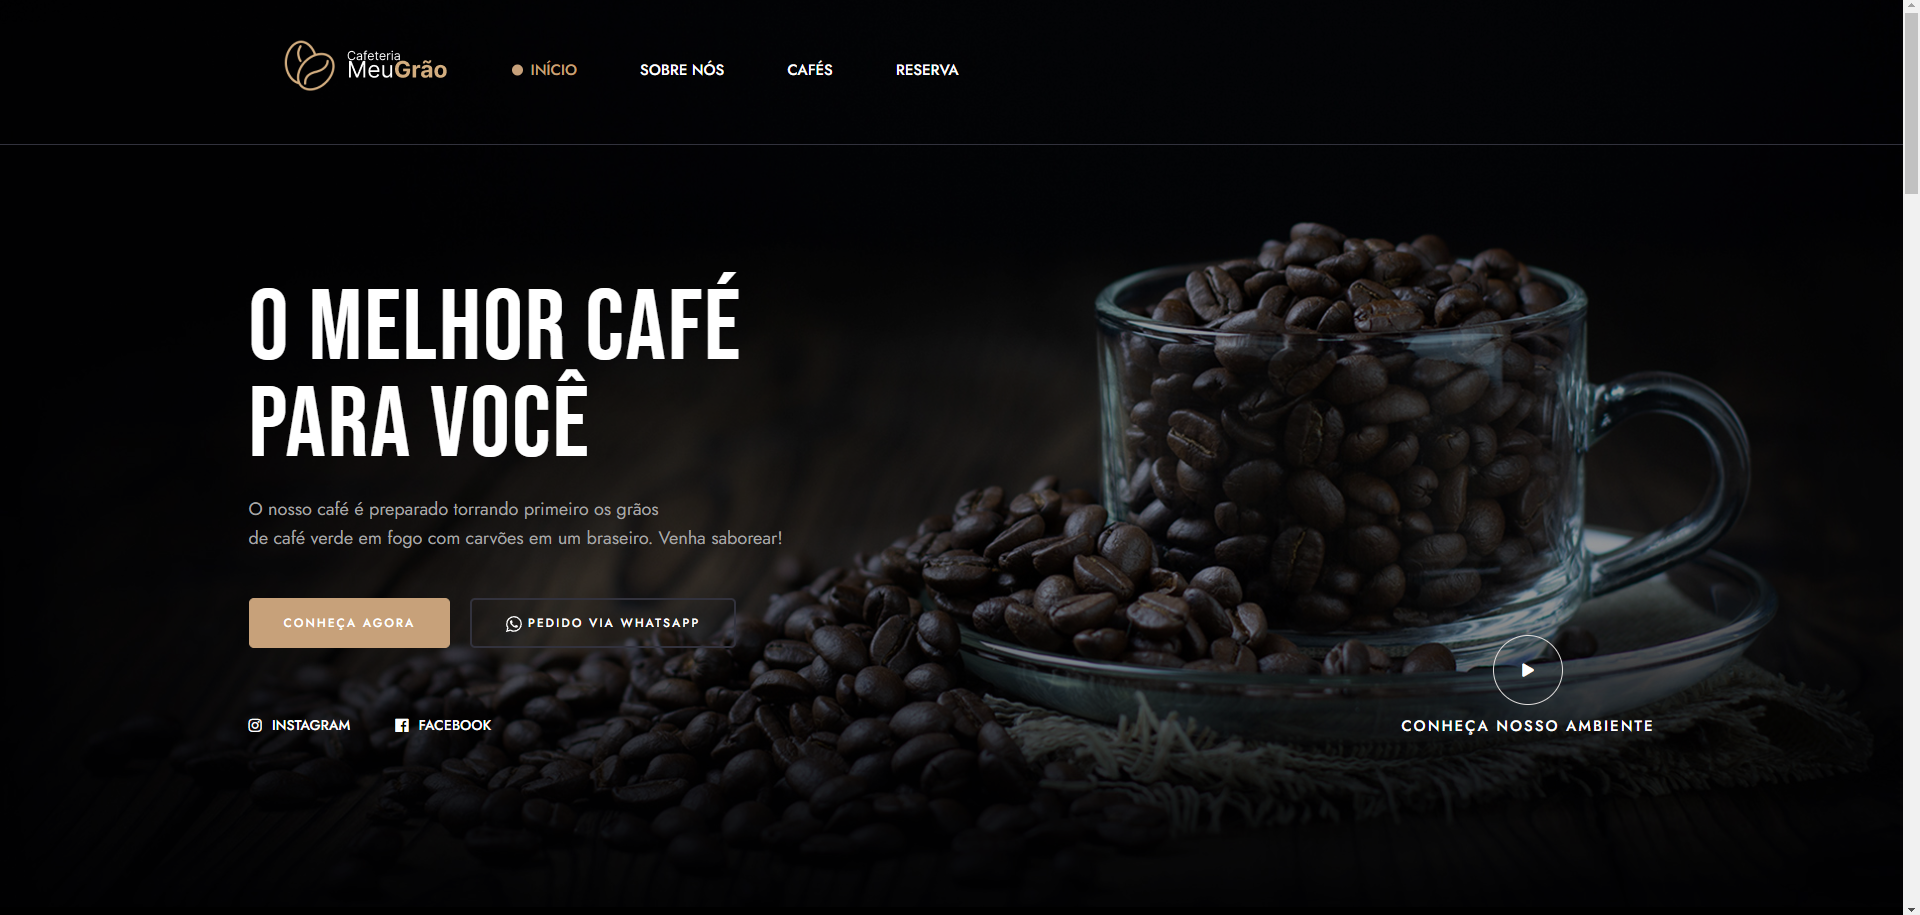 Cafeteria
MeuGrão
INÍCIO
SOBRE NÓS
CAFÉS
RESERVA
O MELHOR CAFÉ
PARA VOCÊ
O nosso café é preparado torrando primeiro os grãos
de café verde em fogo com carvões em um braseiro. Venha saborear!
CONHEÇA AGORA
PEDIDO VIA WHATSAPP
INSTAGRAM
FACEBOOK
CONHEÇA NOSSO AMBIENTE